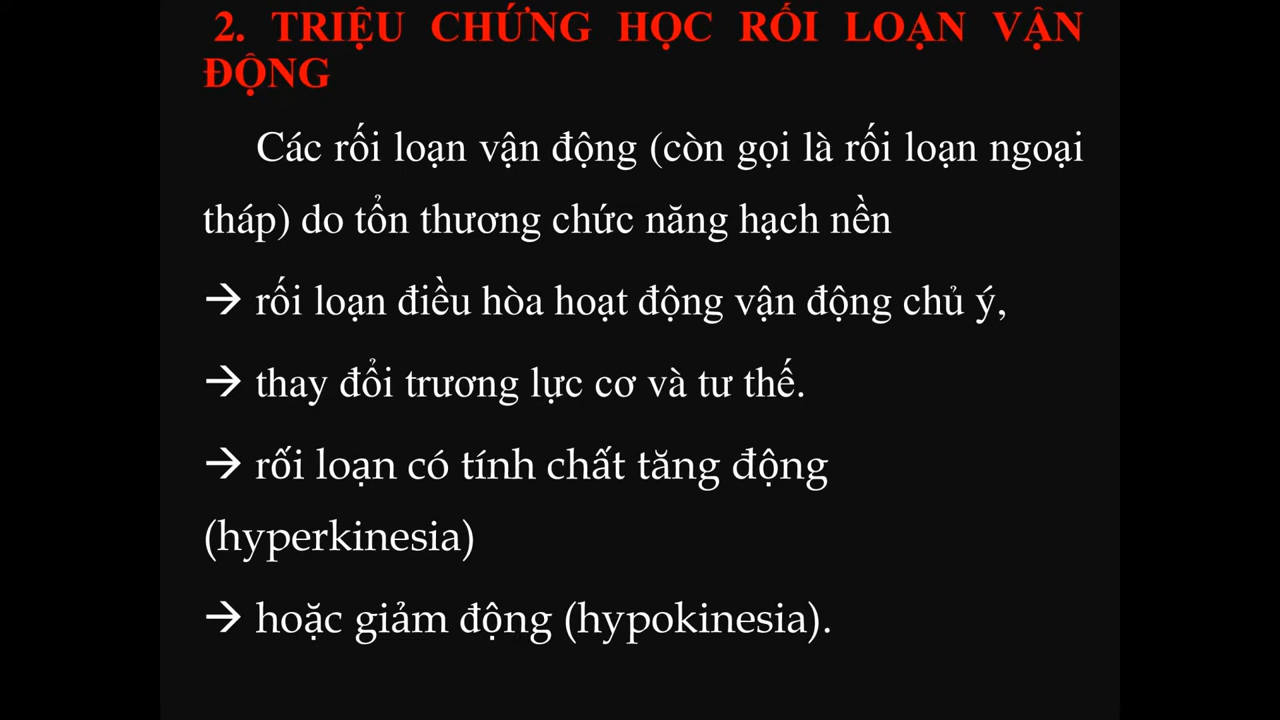 2. TRIỆU CHỨNG HỌC RỐI LOẠN VẬN
ĐỘNG
Các rối loạn vận động (còn gọi là rối loạn ngoại
tháp) do tổn thương chức năng hạch nền
→ rối loạn điều hòa hoạt động vận động chủ ý,
→ thay đổi trương lực cơ và tư thế.
→ rối loạn có tính chất tăng động
(hyperkinesia)
→ hoặc giảm động (hypokinesia).